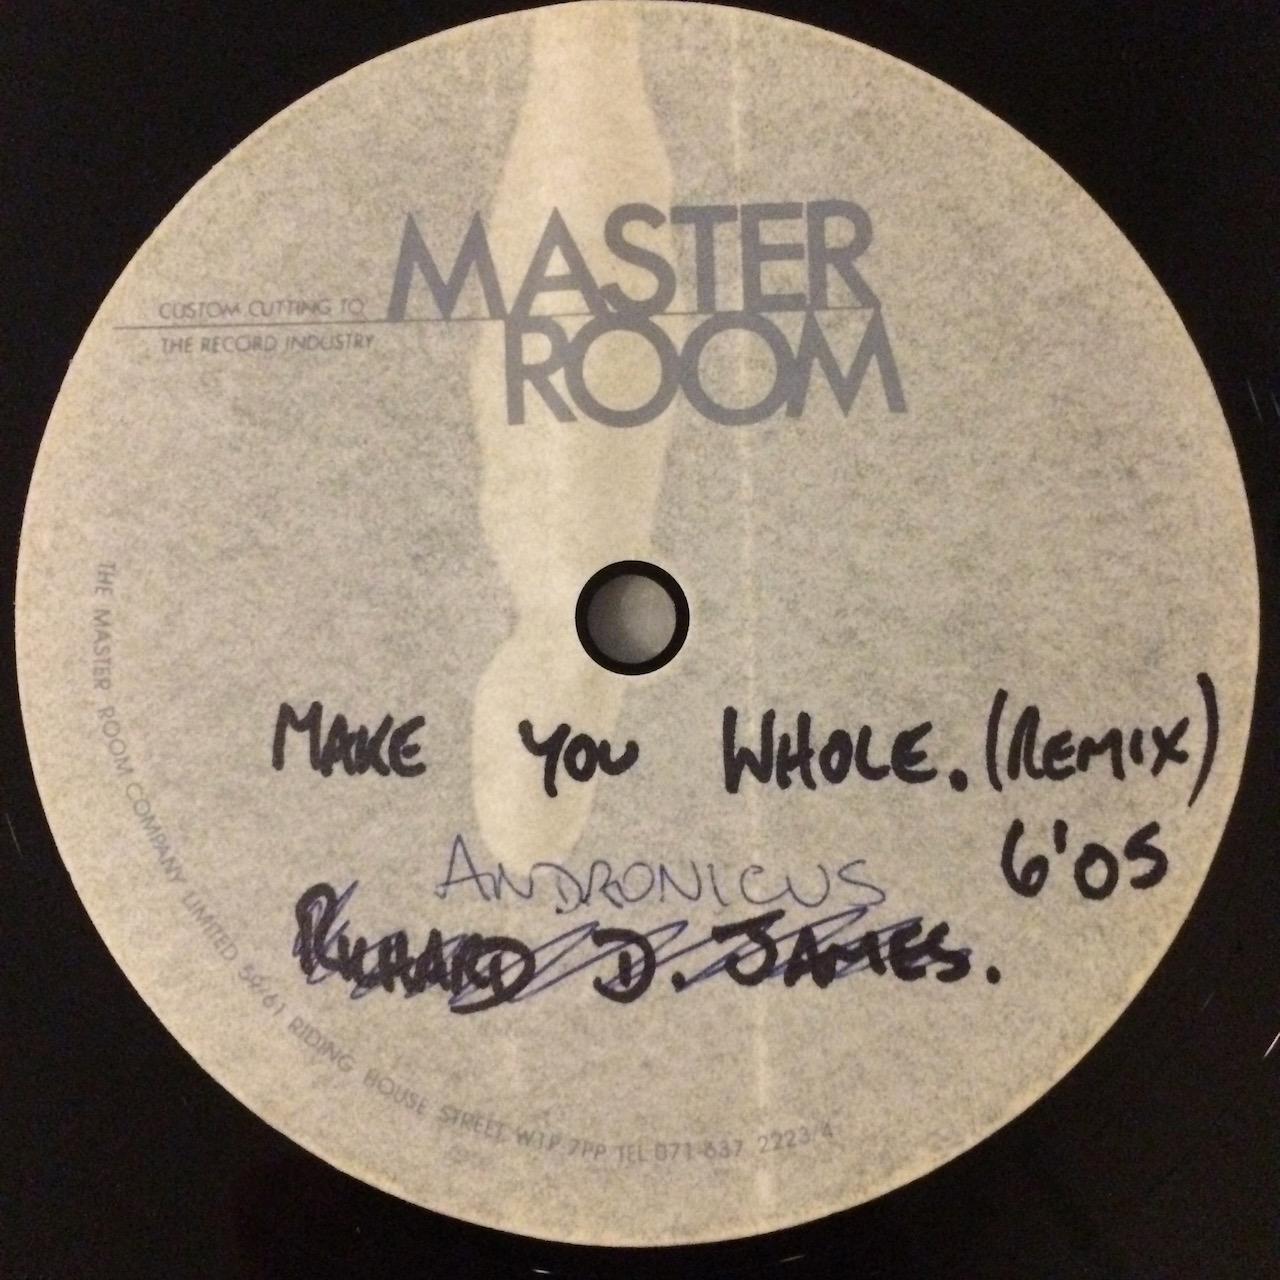 MASTER
ROOM
CUSTOM CUTTING TO
THE RECORD INDUSTRY
MAKE YOU WHOLE. (REMIX)
6'05
ANDRONICUS
RICHARD D. JAMES.
THE MASTER ROOM COMPANY LIMITED 59/61 RIDING HOUSE STREET W1P 7PP TEL 071-637 2223/4